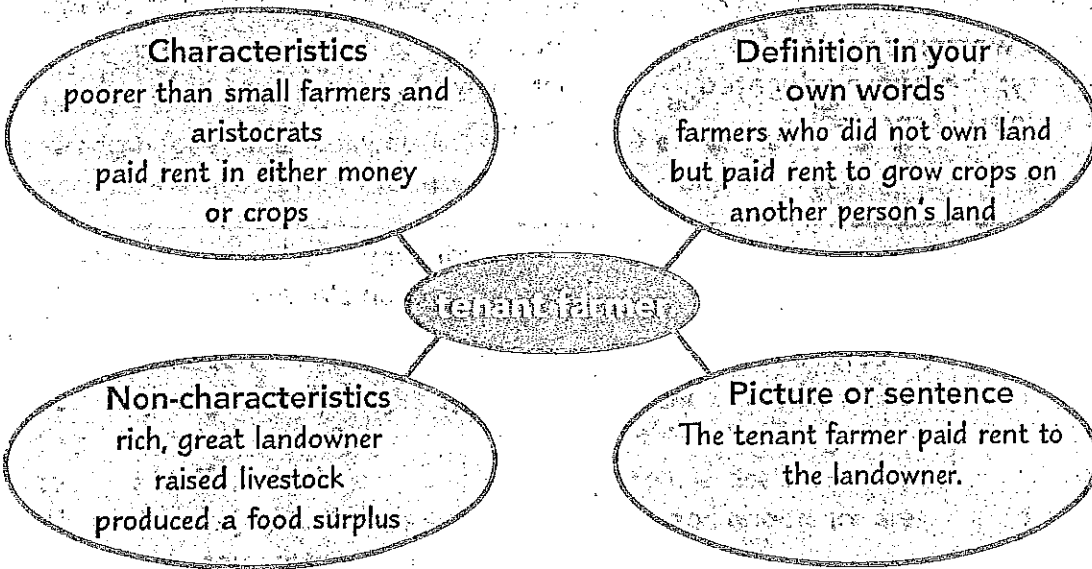 Characteristics
poorer than small farmers and
aristocrats
paid rent in either money
or crops
Definition in your
own words
farmers who did not own land
but paid rent to grow crops on
another person's land
tenant farmer
Non-characteristics
rich, great landowner
raised livestock
produced a food surplus
Picture or sentence
The tenant farmer paid rent to
the landowner.